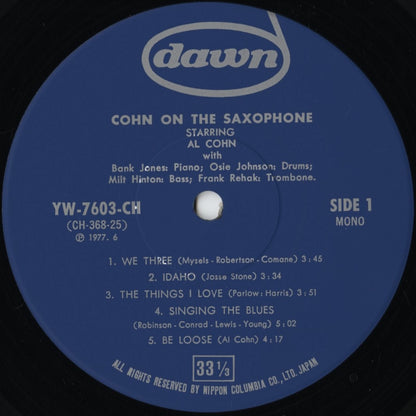 dawn
COHN ON THE SAXOPHONE
STARRING
AL COHN
with
Bank Jones: Piano; Osie Johnson: Drums;
Milt Hinton: Bass; Frank Rehak: Trombone.
YW-7603-CH
(CH-368-25)
Ⓟ 1977. 6
SIDE 1
MONO
1. WE THREE (Mysels - Robertson - Comane) 3 : 45
2. IDAHO (Jasse Stone) 3 : 34
3. THE THINGS I LOVE (Parlow : Harris) 3 : 51
4. SINGING THE BLUES
(Robinson - Conrad - Lewis - Young) 5 : 02
5. BE LOOSE (Al Cohn) 4 : 17
33 1/3
ALL RIGHTS RESERVED BY NIPPON COLUMBIA CO., LTD. JAPAN